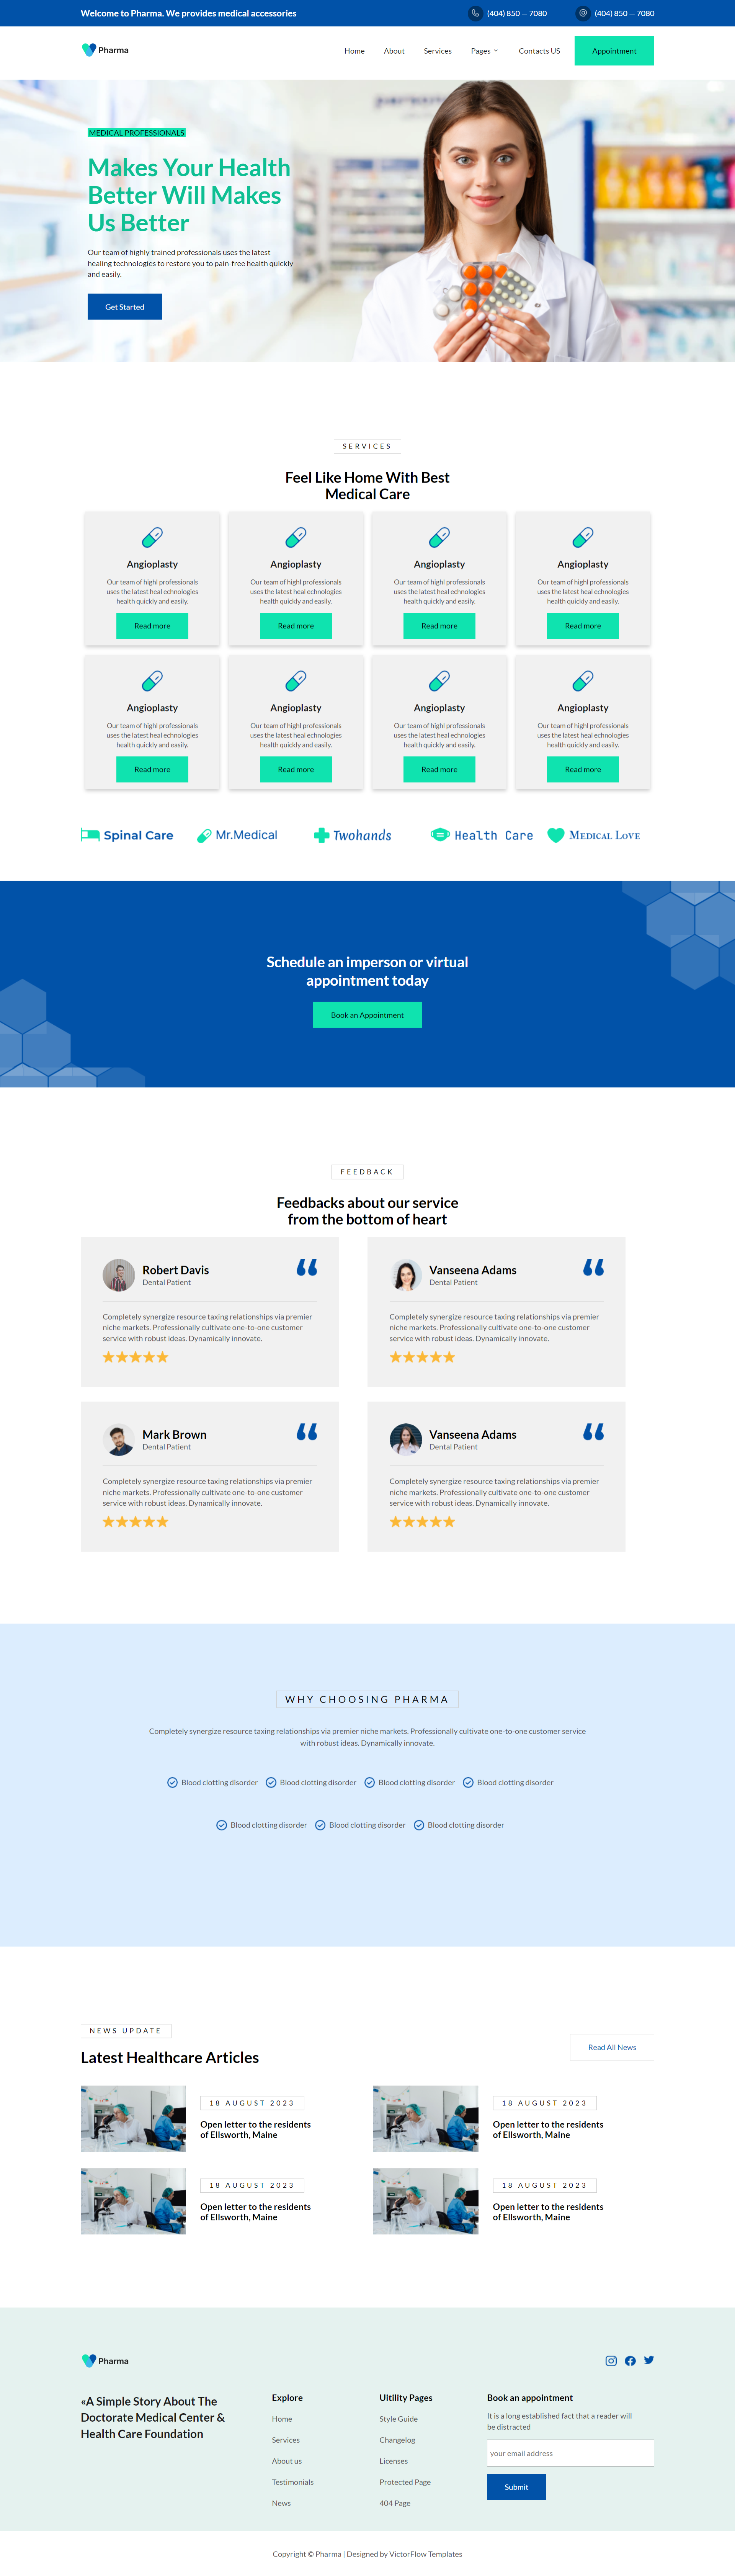 Welcome to Pharma. We provides medical accessories
(404) 850 — 7080
(404) 850 — 7080
Pharma
Home
About
Services
Pages
Contacts US
Appointment
MEDICAL PROFESSIONALS
Makes Your Health
Better Will Makes
Us Better
Our team of highly trained professionals uses the latest
healing technologies to restore you to pain-free health quickly
and easily.
Get Started
SERVICES
Feel Like Home With Best
Medical Care
Angioplasty
Our team of highl professionals
uses the latest heal echnologies
health quickly and easily.
Read more
Angioplasty
Our team of highl professionals
uses the latest heal echnologies
health quickly and easily.
Read more
Angioplasty
Our team of highl professionals
uses the latest heal echnologies
health quickly and easily.
Read more
Angioplasty
Our team of highl professionals
uses the latest heal echnologies
health quickly and easily.
Read more
Angioplasty
Our team of highl professionals
uses the latest heal echnologies
health quickly and easily.
Read more
Angioplasty
Our team of highl professionals
uses the latest heal echnologies
health quickly and easily.
Read more
Angioplasty
Our team of highl professionals
uses the latest heal echnologies
health quickly and easily.
Read more
Angioplasty
Our team of highl professionals
uses the latest heal echnologies
health quickly and easily.
Read more
Spinal Care
Mr.Medical
Twohands
Health Care
Medical Love
Schedule an imperson or virtual
appointment today
Book an Appointment
FEEDBACK
Feedbacks about our service
from the bottom of heart
Robert Davis
Dental Patient
Completely synergize resource taxing relationships via premier
niche markets. Professionally cultivate one-to-one customer
service with robust ideas. Dynamically innovate.
Vanseena Adams
Dental Patient
Completely synergize resource taxing relationships via premier
niche markets. Professionally cultivate one-to-one customer
service with robust ideas. Dynamically innovate.
Mark Brown
Dental Patient
Completely synergize resource taxing relationships via premier
niche markets. Professionally cultivate one-to-one customer
service with robust ideas. Dynamically innovate.
Vanseena Adams
Dental Patient
Completely synergize resource taxing relationships via premier
niche markets. Professionally cultivate one-to-one customer
service with robust ideas. Dynamically innovate.
WHY CHOOSING PHARMA
Completely synergize resource taxing relationships via premier niche markets. Professionally cultivate one-to-one customer service
with robust ideas. Dynamically innovate.
Blood clotting disorder
Blood clotting disorder
Blood clotting disorder
Blood clotting disorder
Blood clotting disorder
Blood clotting disorder
Blood clotting disorder
NEWS UPDATE
Latest Healthcare Articles
Read All News
18 AUGUST 2023
Open letter to the residents
of Ellsworth, Maine
18 AUGUST 2023
Open letter to the residents
of Ellsworth, Maine
18 AUGUST 2023
Open letter to the residents
of Ellsworth, Maine
18 AUGUST 2023
Open letter to the residents
of Ellsworth, Maine
Pharma
«A Simple Story About The
Doctorate Medical Center &
Health Care Foundation
Explore
Home
Services
About us
Testimonials
News
Uitility Pages
Style Guide
Changelog
Licenses
Protected Page
404 Page
Book an appointment
It is a long established fact that a reader will
be distracted
your email address
Submit
Copyright © Pharma | Designed by VictorFlow Templates